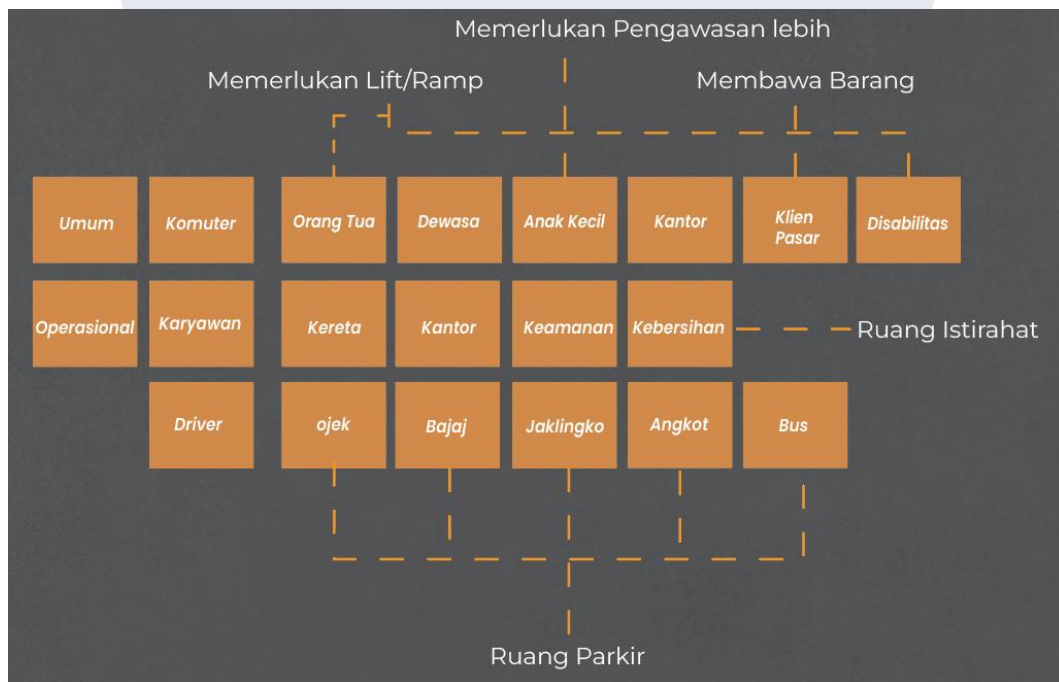 Memerlukan Pengawasan lebih
Memerlukan Lift/Ramp
Membawa Barang
Umum
Komuter
Orang Tua
Dewasa
Anak Kecil
Kantor
Klien
Pasar
Disabilitas
Operasional
Karyawan
Kereta
Kantor
Keamanan
Kebersihan
Ruang Istirahat
Driver
ojek
Bajaj
Jaklingko
Angkot
Bus
Ruang Parkir